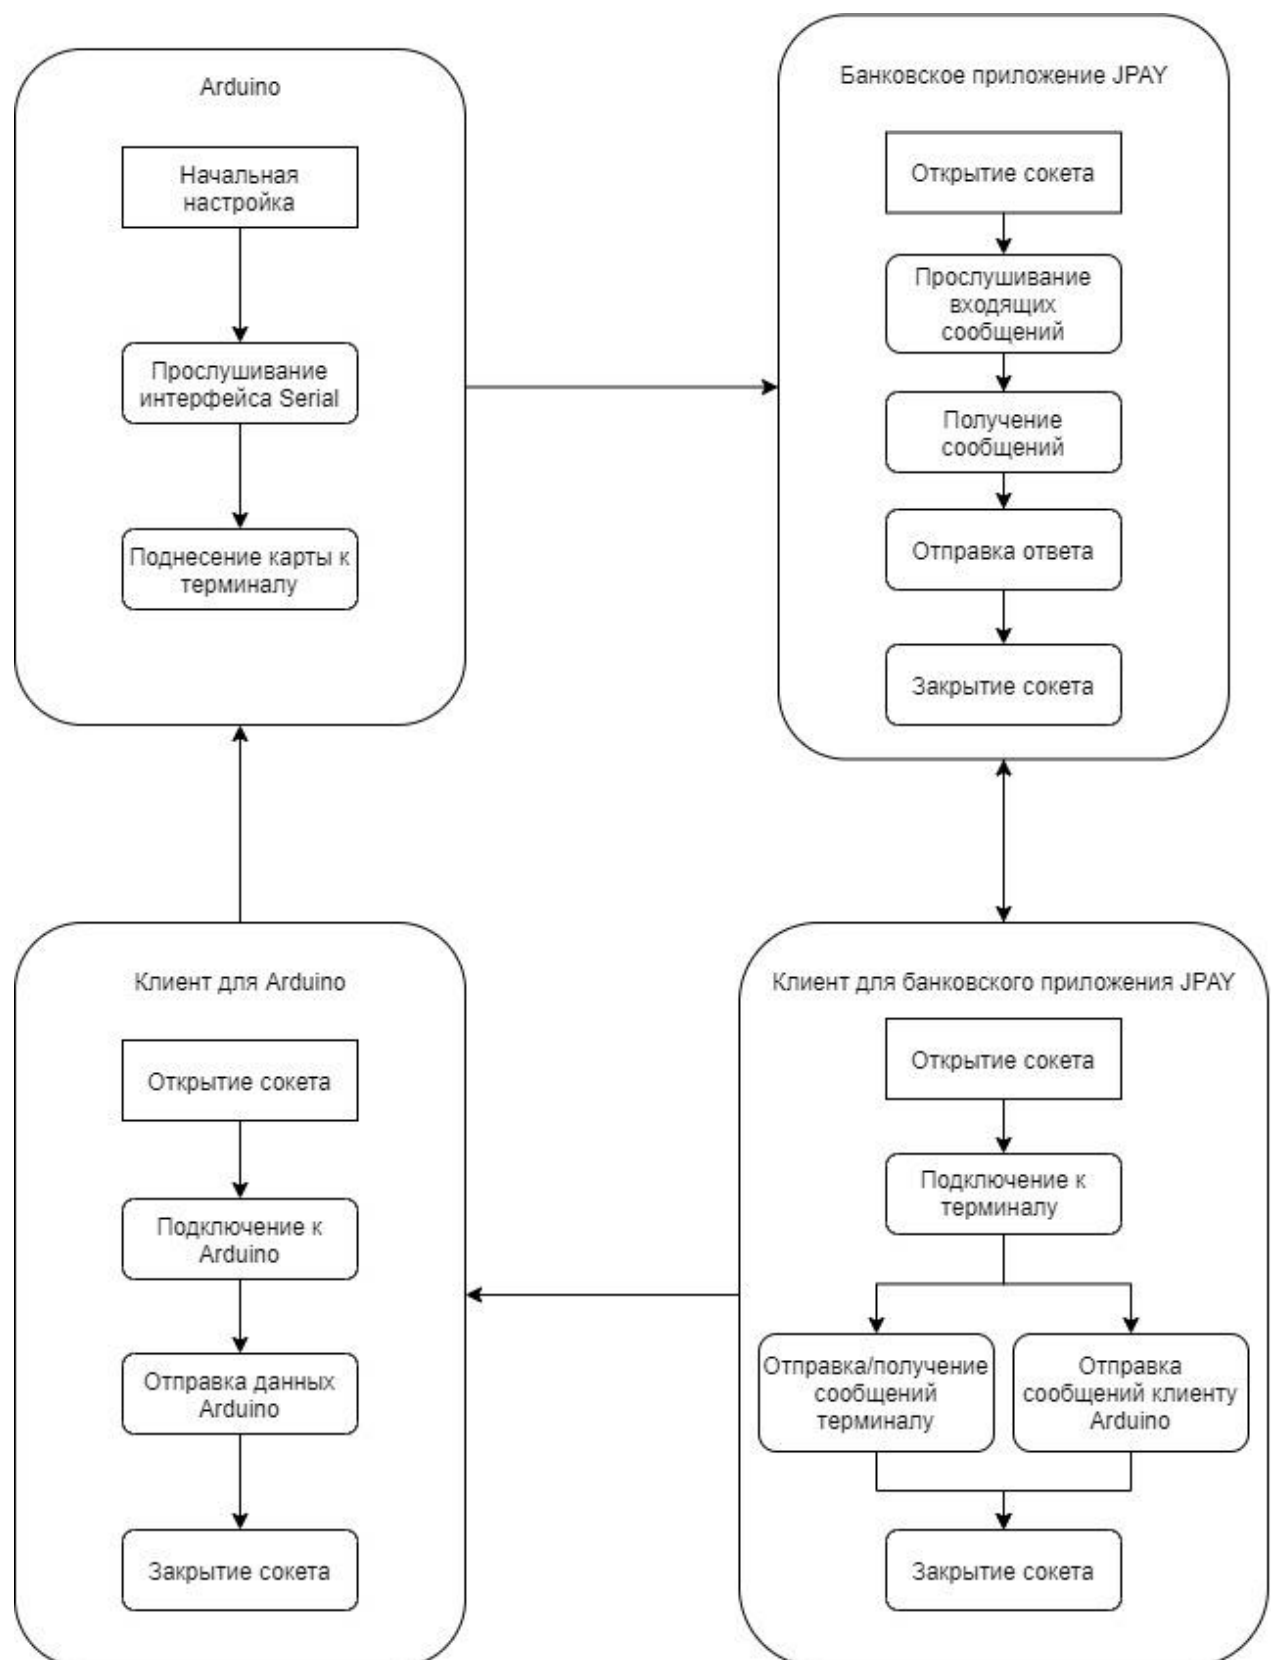 Arduino
Начальная
настройка
Прослушивание
интерфейса Serial
Поднесение карты к
терминалу
Банковское приложение JPAY
Открытие сокета
Прослушивание
входящих
сообщений
Получение
сообщений
Отправка ответа
Закрытие сокета
Клиент для Arduino
Открытие сокета
Подключение к
Arduino
Отправка данных
Arduino
Закрытие сокета
Клиент для банковского приложения JPAY
Открытие сокета
Подключение к
терминалу
Отправка/получение
сообщений
терминалу
Отправка
сообщений клиенту
Arduino
Закрытие сокета